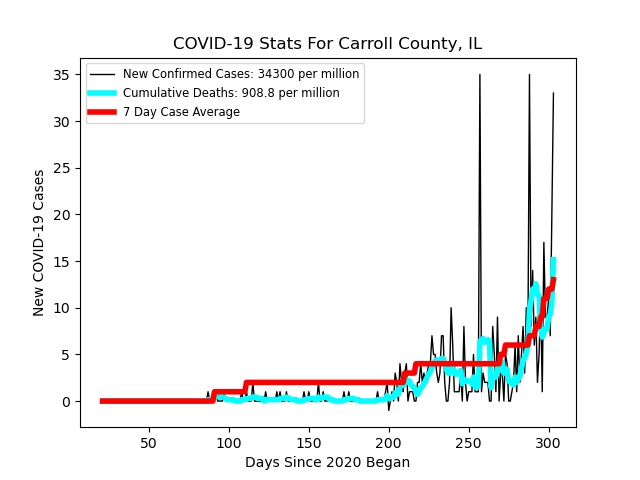 COVID-19 Stats For Carroll County, IL
New Confirmed Cases: 34300 per million
Cumulative Deaths: 908.8 per million
7 Day Case Average
New COVID-19 Cases
35
30
25
20
15
10
5
0
50 100 150 200 250 300
Days Since 2020 Began